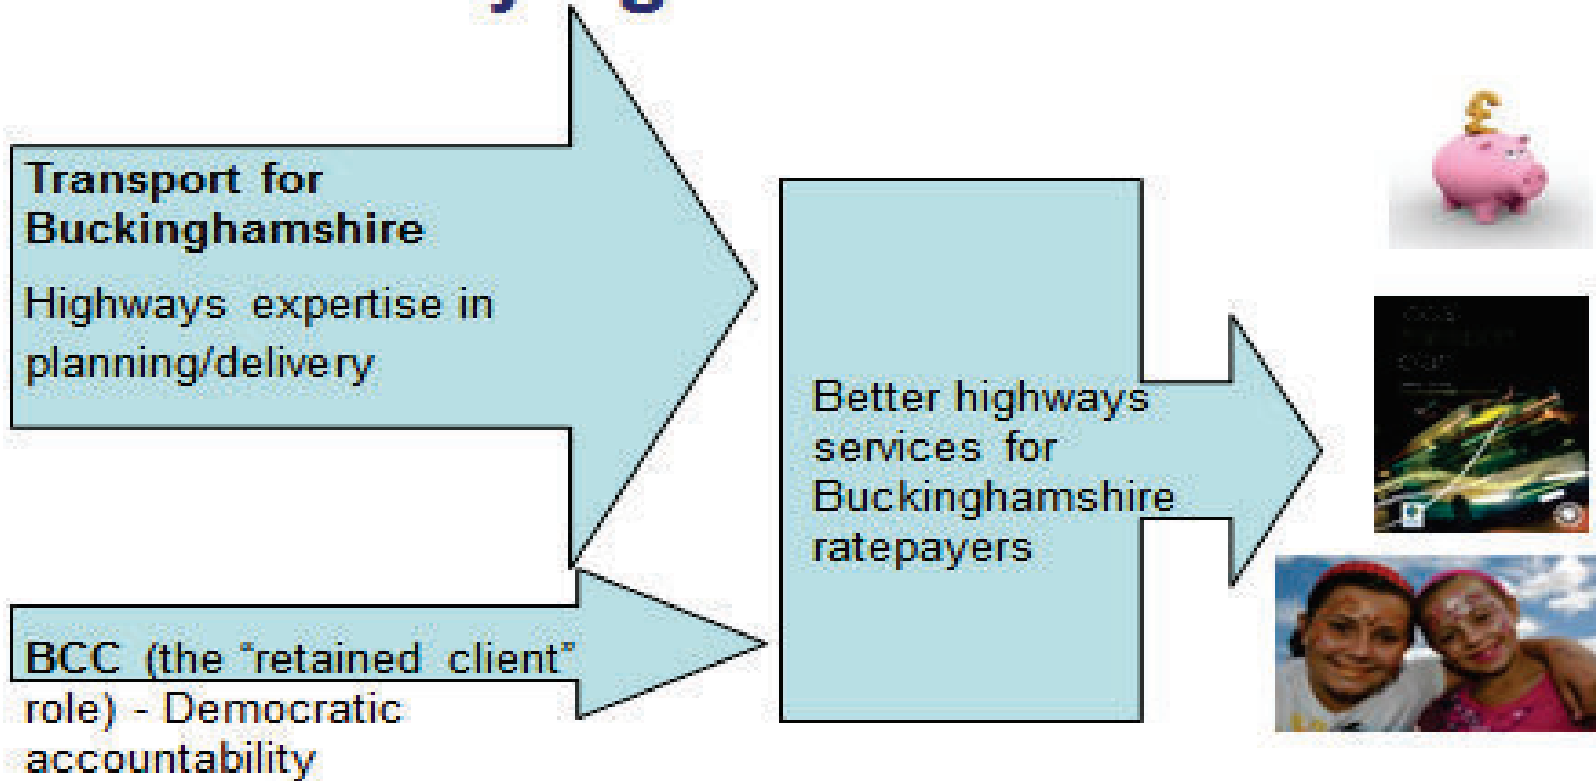 Transport for
Buckinghamshire
Highways expertise in
planning/delivery
BCC (the “retained client”
role) - Democratic
accountability
Better highways
services for
Buckinghamshire
ratepayers
£